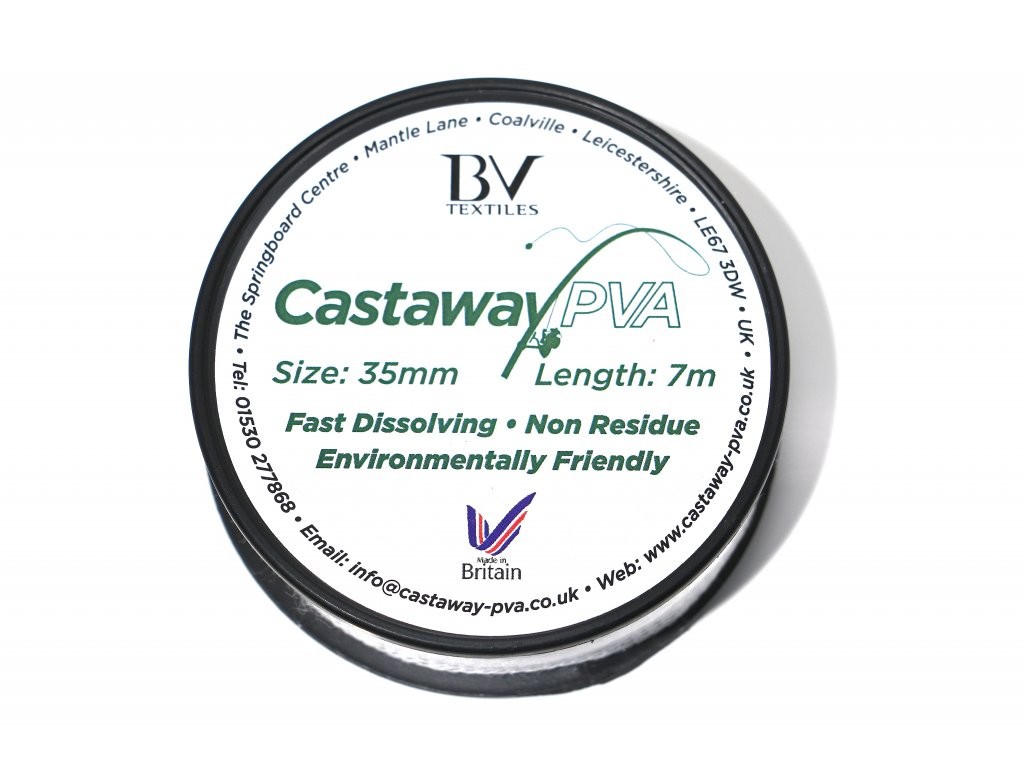 The Springboard Centre • Mantle Lane • Coalville • Leicestershire • LE67 3DW • UK •
BV
TEXTILES
Castaway PVA
Size: 35mm
Length: 7m
Fast Dissolving • Non Residue
Environmentally Friendly
Made in
Britain
• Tel: 01530 277868 • Email: info@castaway-pva.co.uk • Web: www.castaway-pva.co.uk